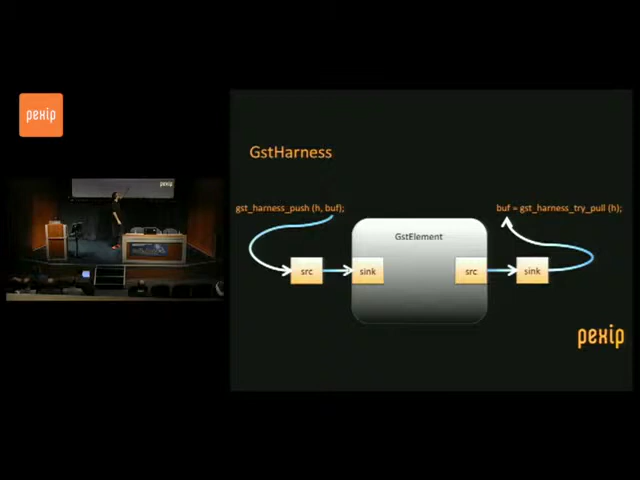 pexip
pexip
GstHarness
gst_harness_push (h, buf);
buf = gst_harness_try_pull (h);
GstElement
src
sink
src
sink
pexip